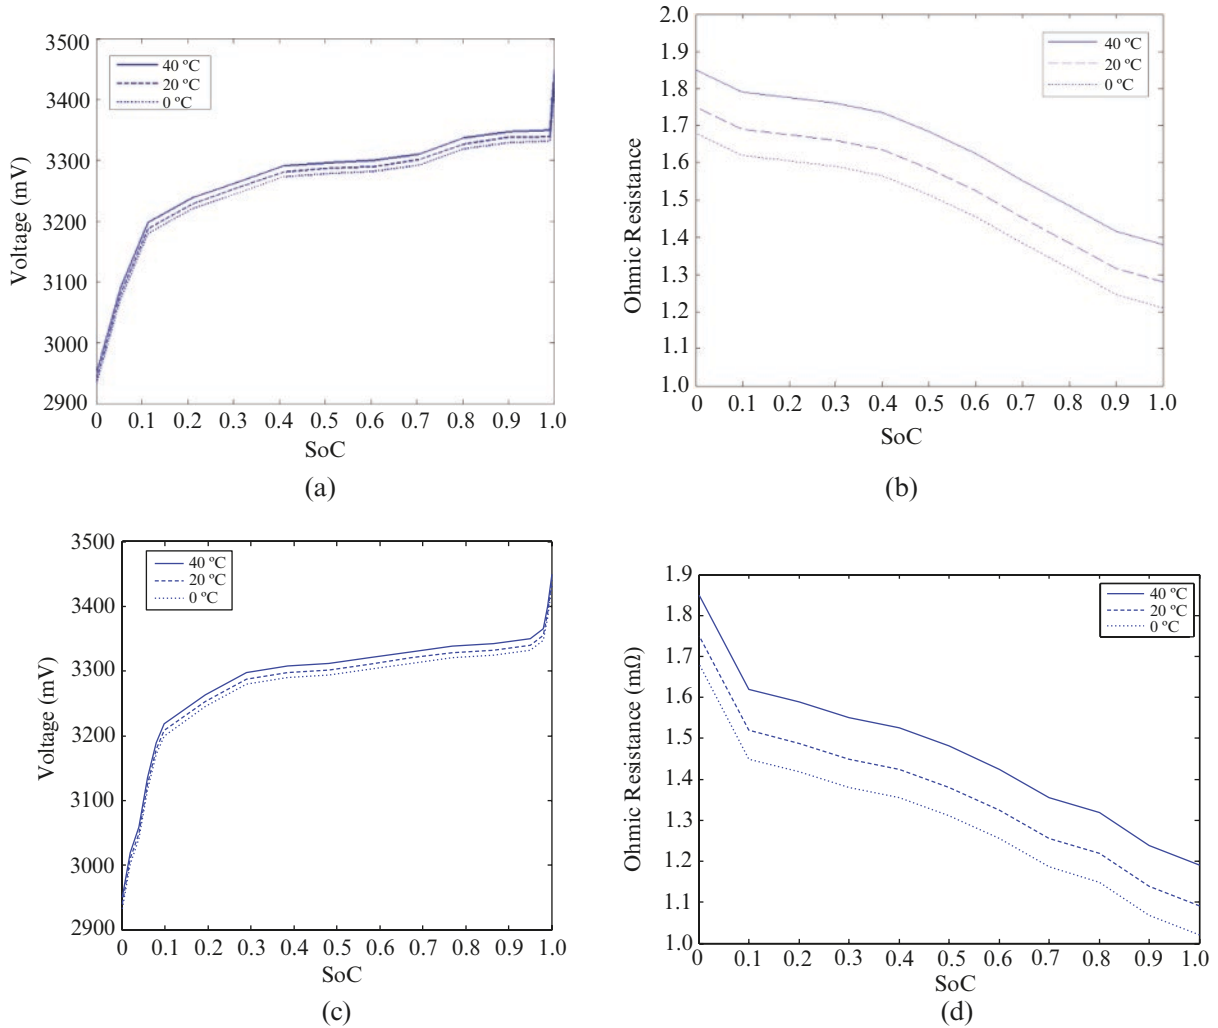 3500
3400
3300
3200
3100
3000
2900
Voltage (mV)
40 ºC
20 ºC
0 ºC
0 0.1 0.2 0.3 0.4 0.5 0.6 0.7 0.8 0.9 1.0
SoC
(a)
2.0
1.9
1.8
1.7
1.6
1.5
1.4
1.3
1.2
1.1
1.0
Ohmic Resistance
40 ºC
20 ºC
0 ºC
0 0.1 0.2 0.3 0.4 0.5 0.6 0.7 0.8 0.9 1.0
SoC
(b)
3500
3400
3300
3200
3100
3000
2900
Voltage (mV)
40 ºC
20 ºC
0 ºC
0 0.1 0.2 0.3 0.4 0.5 0.6 0.7 0.8 0.9 1.0
SoC
(c)
1.9
1.8
1.7
1.6
1.5
1.4
1.3
1.2
1.1
1.0
Ohmic Resistance (mΩ)
40 ºC
20 ºC
0 ºC
0 0.1 0.2 0.3 0.4 0.5 0.6 0.7 0.8 0.9 1.0
SoC
(d)